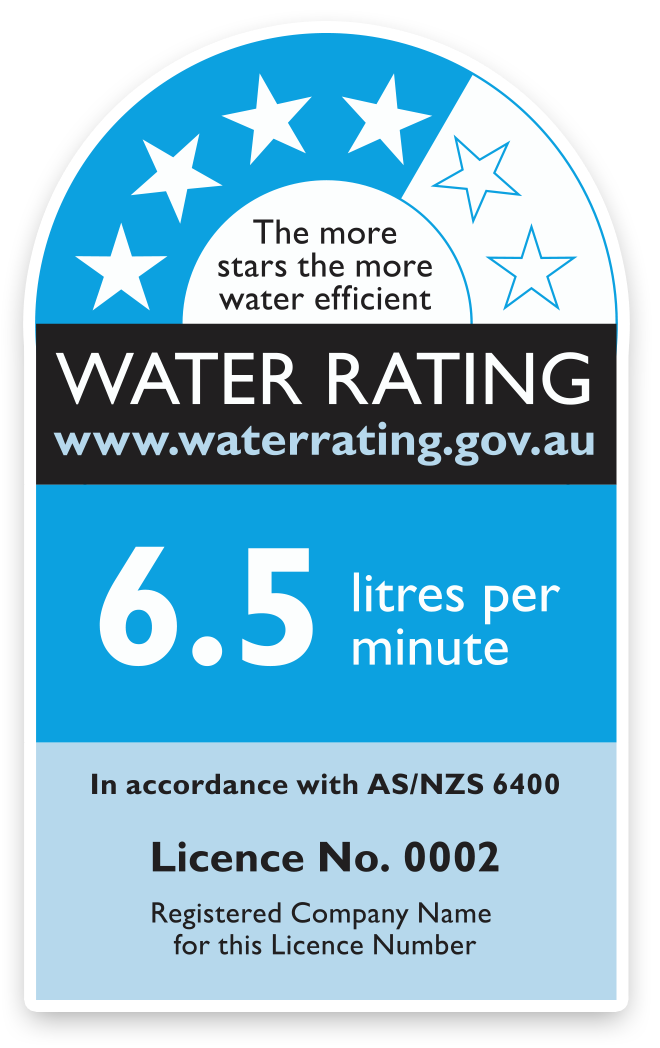 The more
stars the more
water efficient
WATER RATING
www.waterrating.gov.au
6.5 litres per
minute
In accordance with AS/NZS 6400
Licence No. 0002
Registered Company Name
for this Licence Number